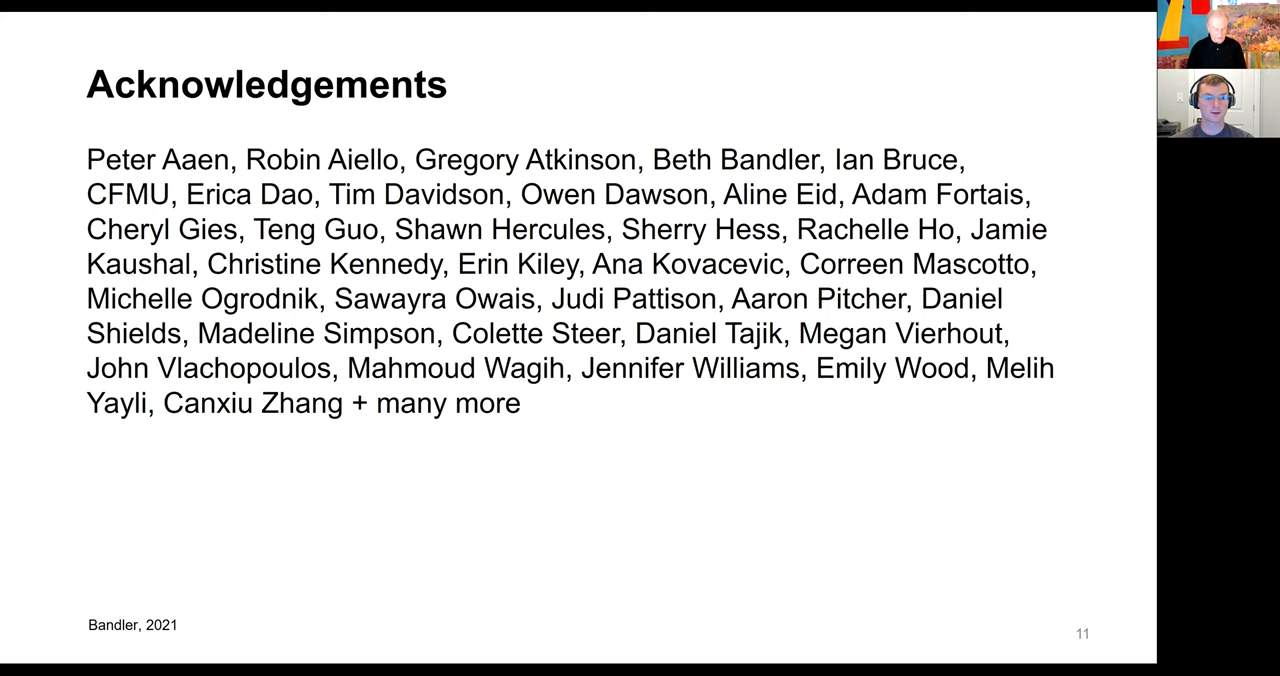 Acknowledgements
Peter Aaen, Robin Aiello, Gregory Atkinson, Beth Bandler, Ian Bruce,
CFMU, Erica Dao, Tim Davidson, Owen Dawson, Aline Eid, Adam Fortais,
Cheryl Gies, Teng Guo, Shawn Hercules, Sherry Hess, Rachelle Ho, Jamie
Kaushal, Christine Kennedy, Erin Kiley, Ana Kovacevic, Correen Mascotto,
Michelle Ogrodnik, Sawayra Owais, Judi Pattison, Aaron Pitcher, Daniel
Shields, Madeline Simpson, Colette Steer, Daniel Tajik, Megan Vierhout,
John Vlachopoulos, Mahmoud Wagih, Jennifer Williams, Emily Wood, Melih
Yayli, Canxiu Zhang + many more
Bandler, 2021
11